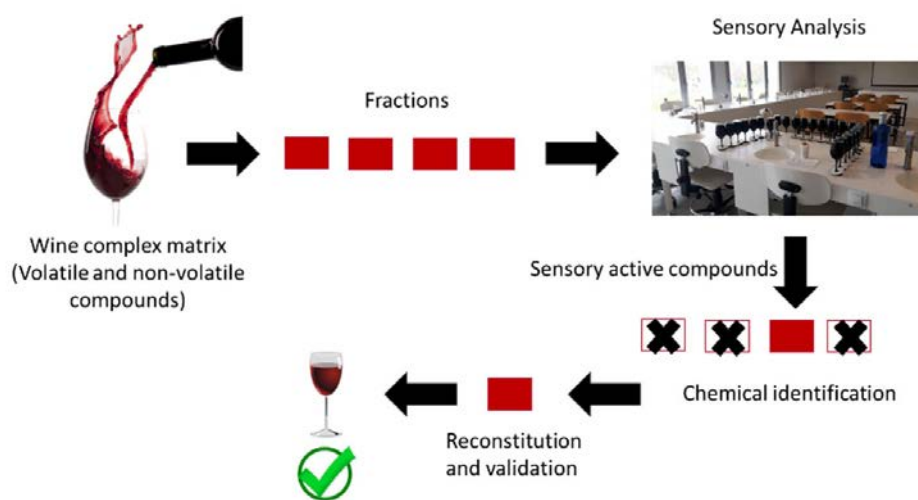 Sensory Analysis
Fractions
Wine complex matrix
(Volatile and non-volatile
compounds)
Sensory active compounds
Chemical identification
Reconstitution
and validation